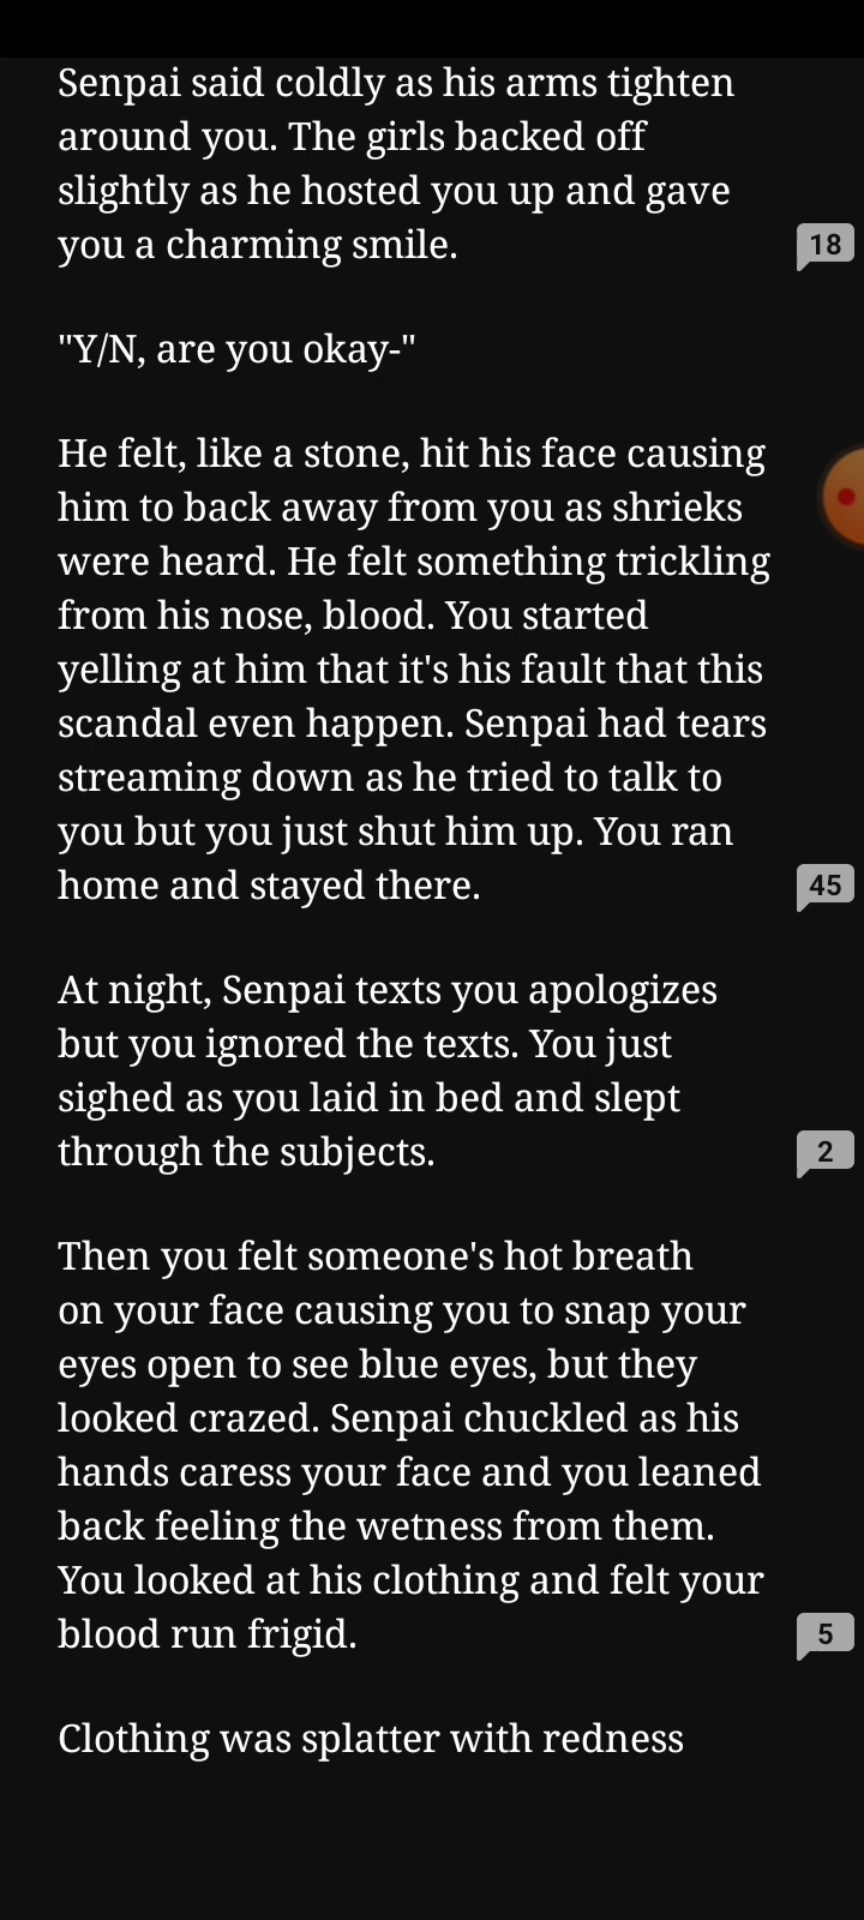 Senpai said coldly as his arms tighten
around you. The girls backed off
slightly as he hosted you up and gave
you a charming smile.
18
"Y/N, are you okay-"
He felt, like a stone, hit his face causing
him to back away from you as shrieks
were heard. He felt something trickling
from his nose, blood. You started
yelling at him that it's his fault that this
scandal even happen. Senpai had tears
streaming down as he tried to talk to
you but you just shut him up. You ran
home and stayed there.
45
At night, Senpai texts you apologizes
but you ignored the texts. You just
sighed as you laid in bed and slept
through the subjects.
2
Then you felt someone's hot breath
on your face causing you to snap your
eyes open to see blue eyes, but they
looked crazed. Senpai chuckled as his
hands caress your face and you leaned
back feeling the wetness from them.
You looked at his clothing and felt your
blood run frigid.
5
Clothing was splatter with redness